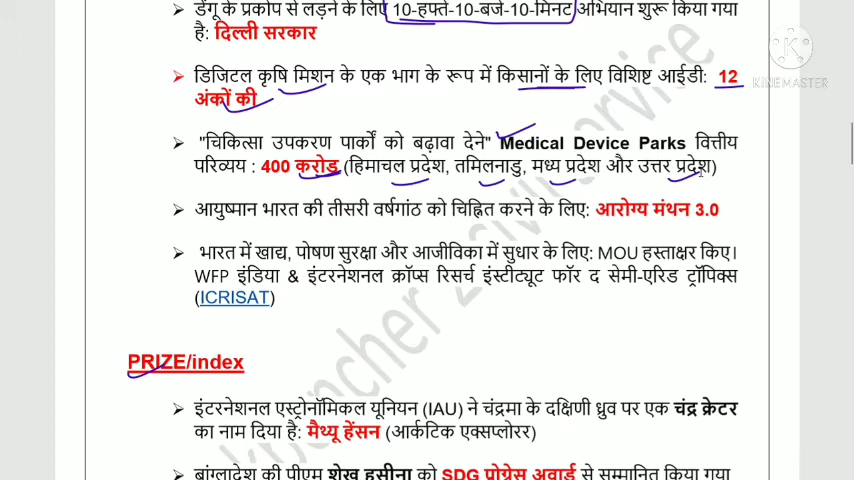 डेंगू के प्रकोप से लड़ने के लिए 10-हफ्ते-10-बजे-10-मिनट अभियान शुरू किया गया
है: दिल्ली सरकार
डिजिटल कृषि मिशन के एक भाग के रूप में किसानों के लिए विशिष्ट आईडी: 12
अंकों की
KINEMASTER
"चिकित्सा उपकरण पार्कों को बढ़ावा देने" Medical Device Parks वित्तीय
परिव्यय : 400 करोड़ (हिमाचल प्रदेश, तमिलनाडु, मध्य प्रदेश और उत्तर प्रदेश)
आयुष्मान भारत की तीसरी वर्षगांठ को चिह्नित करने के लिए: आरोग्य मंथन 3.0
भारत में खाद्य, पोषण सुरक्षा और आजीविका में सुधार के लिए: MOU हस्ताक्षर किए।
WFP इंडिया & इंटरनेशनल क्रॉप्स रिसर्च इंस्टीट्यूट फॉर द सेमी-एरिड ट्रॉपिक्स
(ICRISAT)
PRIZE/index
इंटरनेशनल एस्ट्रोनॉमिकल यूनियन (IAU) ने चंद्रमा के दक्षिणी ध्रुव पर एक चंद्र क्रेटर
का नाम दिया है: मैथ्यू हेंसन (आर्कटिक एक्सप्लोरर)
बांग्लादेश की पीएम शेख हसीना को SDG प्रोग्रेस अवार्ड से सम्मानित किया गया